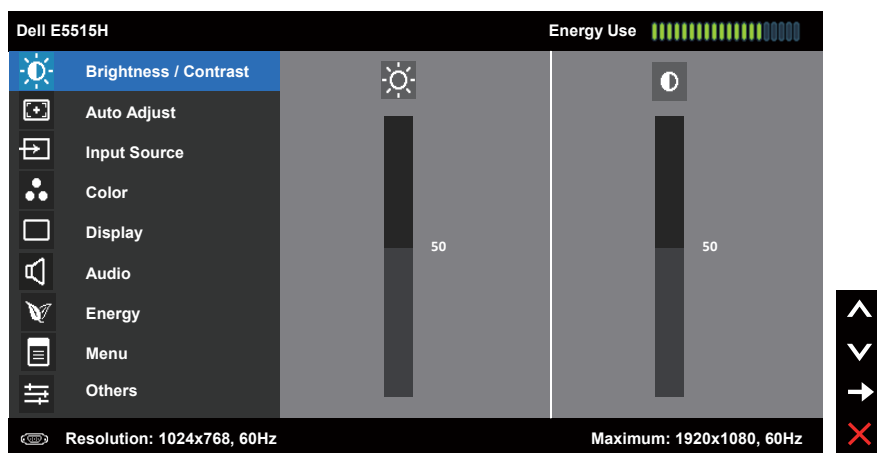 Dell E5515H
Energy Use
Brightness / Contrast
Auto Adjust
Input Source
Color
Display
Audio
Energy
Menu
Others
50
50
Resolution: 1024x768, 60Hz
Maximum: 1920x1080, 60Hz